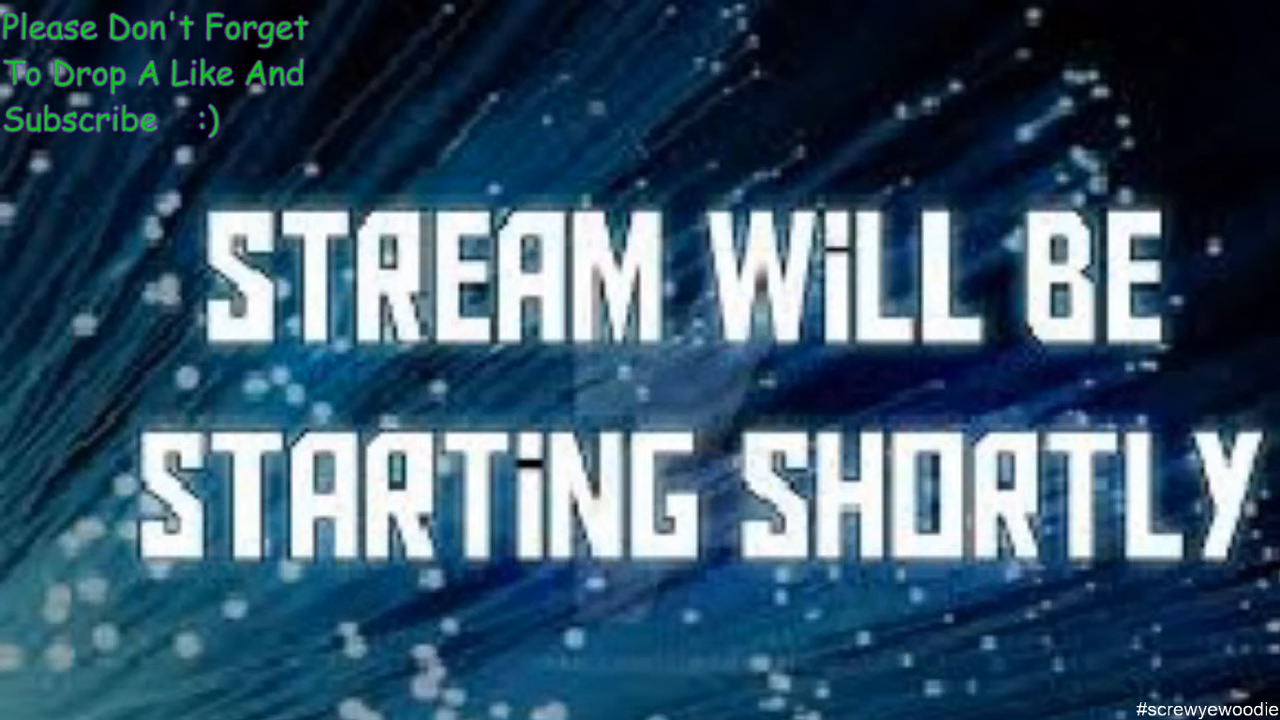 Please Don't Forget
To Drop A Like And
Subscribe :)
STREAM WiLL BE
STARTiNG SHORTLY
#screwyewoodie